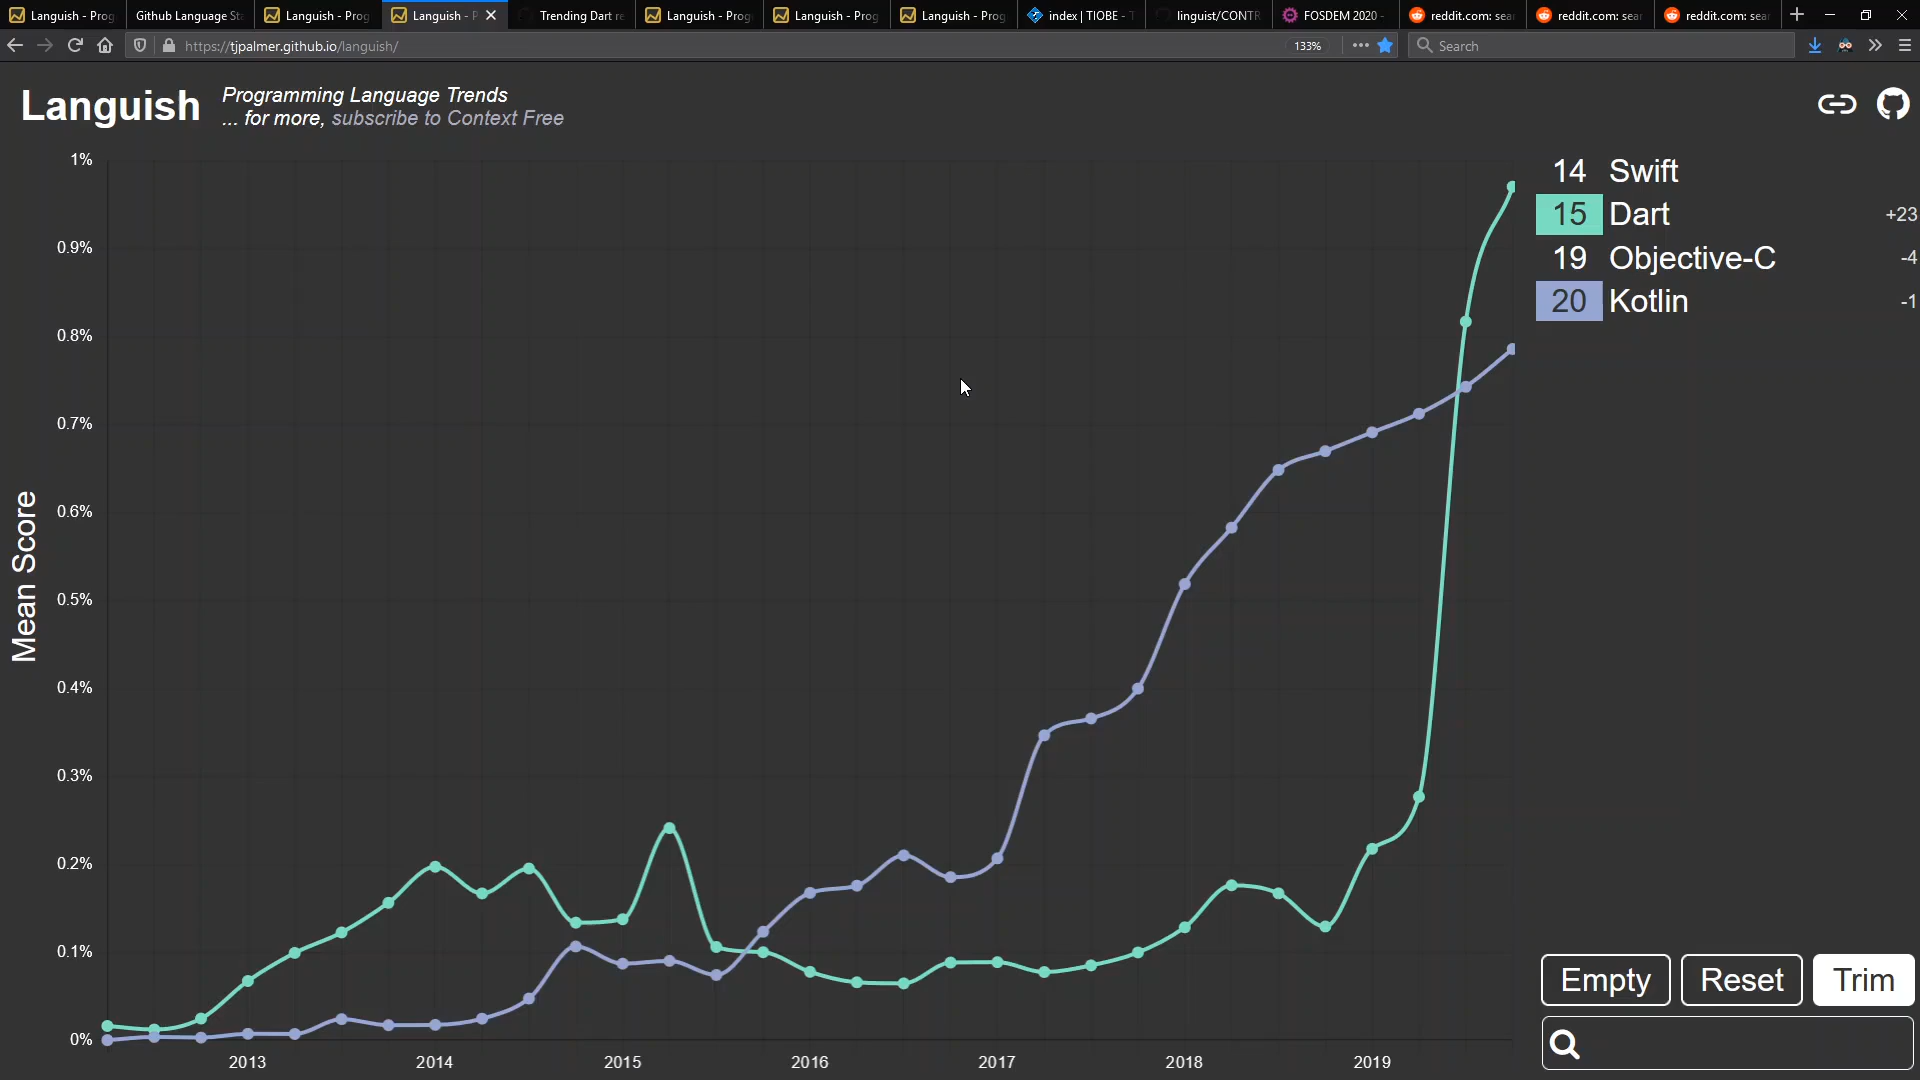 Languish - Prog
Github Language St
Languish - Prog
Languish - P
Trending Dart re
Languish - Prog
Languish - Prog
Languish - Prog
index | TIOBE - T
linguist/CONTR
FOSDEM 2020 -
reddit.com: sear
reddit.com: sear
reddit.com: sear
https://tjpalmer.github.io/languish/
133%
Search
Languish
Programming Language Trends
... for more, subscribe to Context Free
1%
0.9%
0.8%
0.7%
0.6%
0.5%
0.4%
0.3%
0.2%
0.1%
0%
Mean Score
2013 2014 2015 2016 2017 2018 2019
14 Swift
15 Dart +23
19 Objective-C -4
20 Kotlin -1
Empty Reset Trim